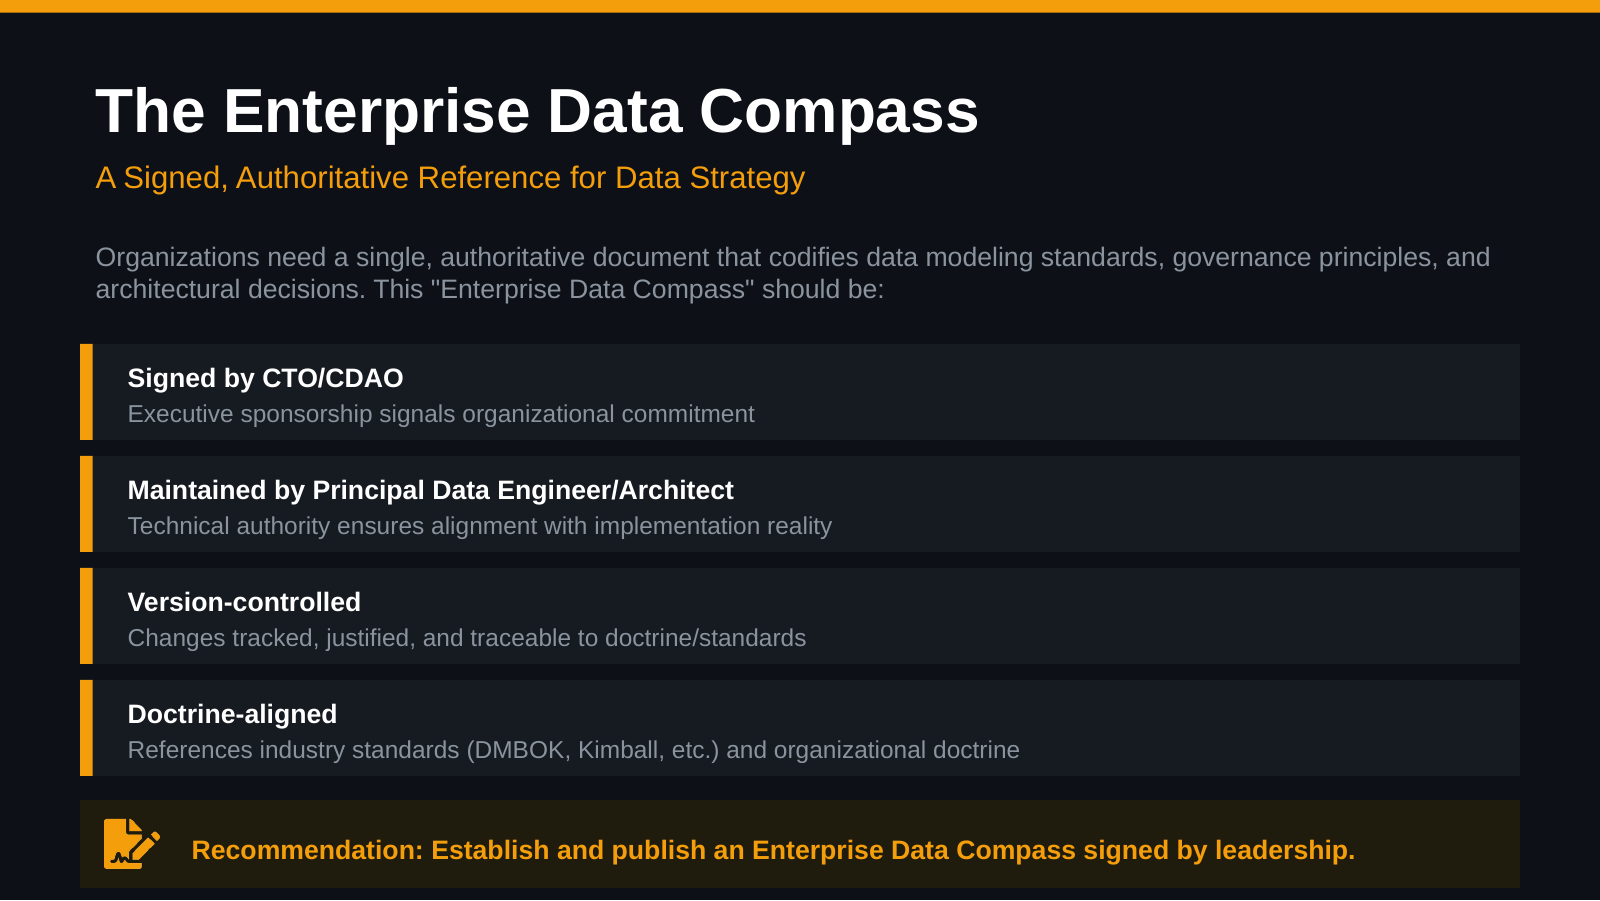 The Enterprise Data Compass
A Signed, Authoritative Reference for Data Strategy
Organizations need a single, authoritative document that codifies data modeling standards, governance principles, and
architectural decisions. This "Enterprise Data Compass" should be:
Signed by CTO/CDAO
Executive sponsorship signals organizational commitment
Maintained by Principal Data Engineer/Architect
Technical authority ensures alignment with implementation reality
Version-controlled
Changes tracked, justified, and traceable to doctrine/standards
Doctrine-aligned
References industry standards (DMBOK, Kimball, etc.) and organizational doctrine
Recommendation: Establish and publish an Enterprise Data Compass signed by leadership.